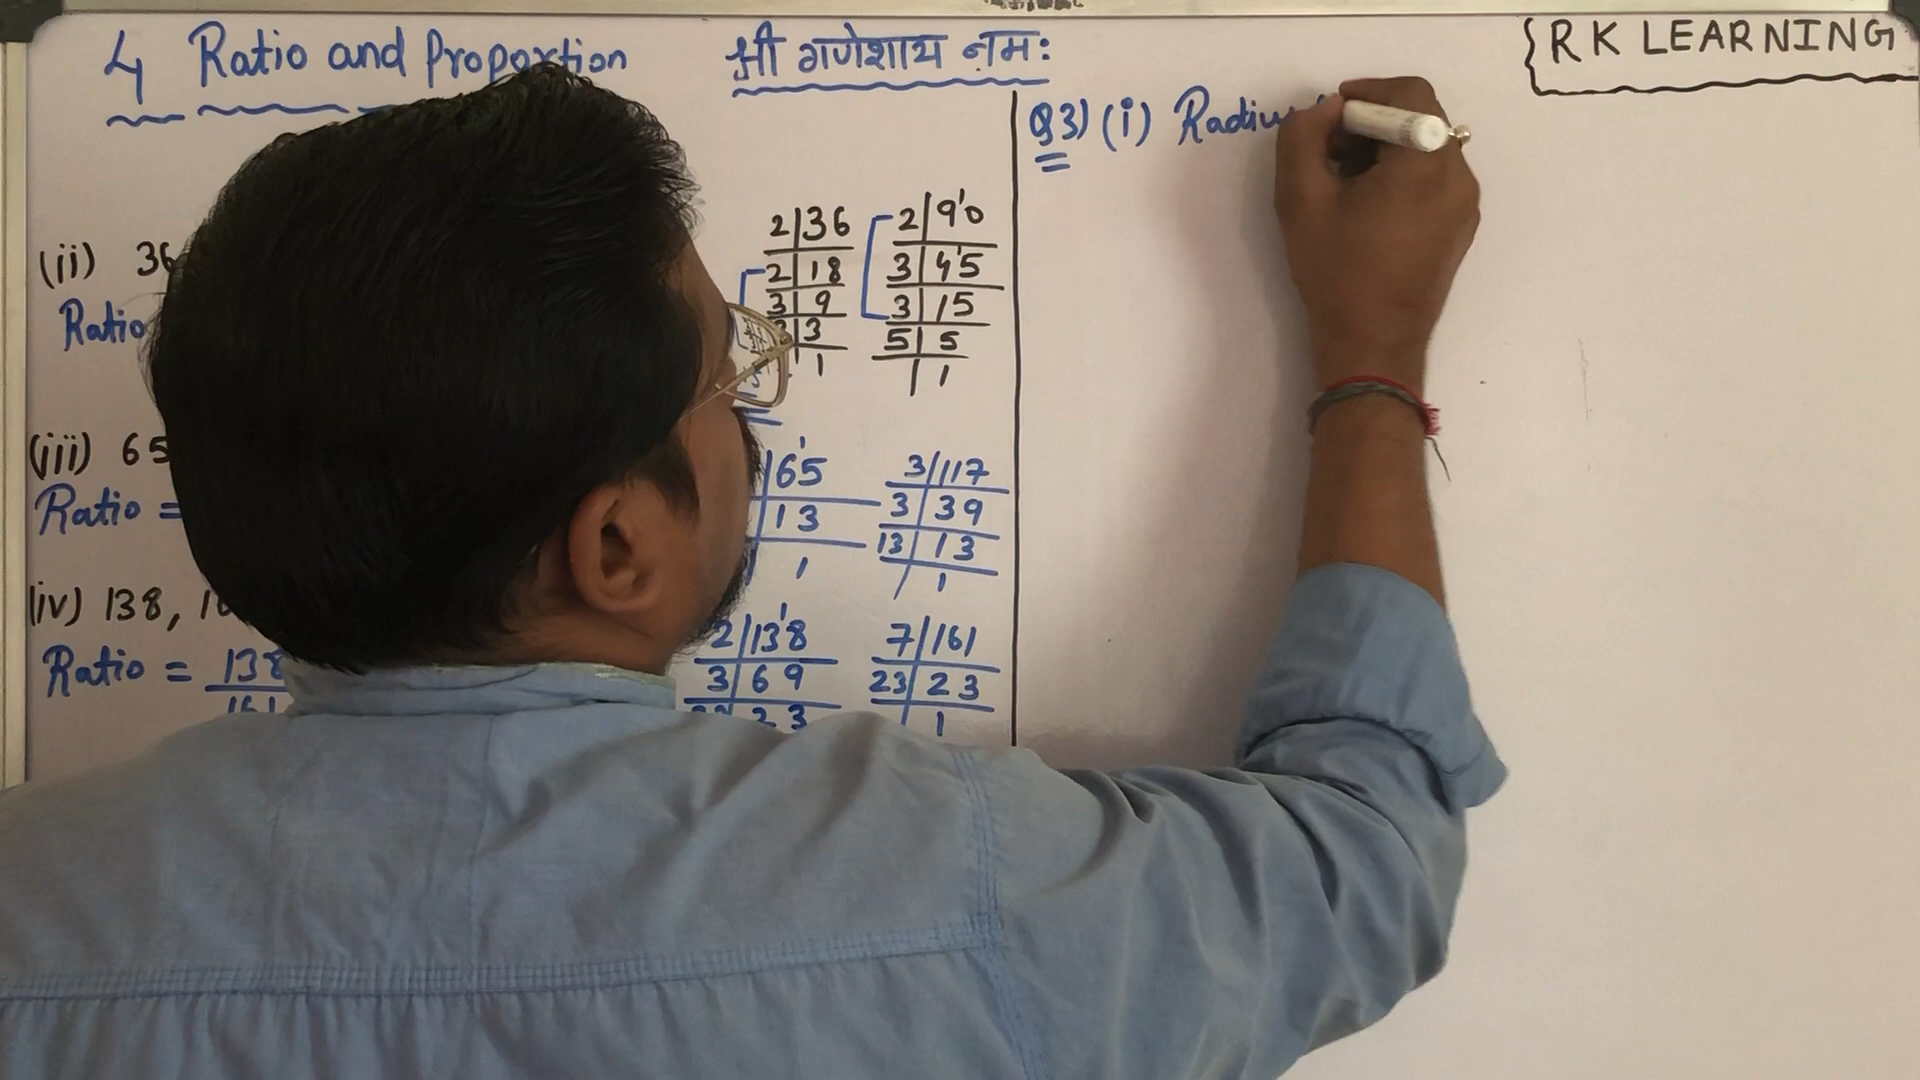 4 Ratio and Proportion
श्री गणेशाय नमः
{R K LEARNING
(ii) 36
Ratio
2|36
2|18
3|9
3|3
|1
2|90
3|45
3|15
5|5
|1
(iii) 65
Ratio =
|65
|13
1
3|117
3|39
13|13
1
(iv) 138,
Ratio = 138
161
2|138
3|69
23|23
7|161
23|23
|1
Q3) (i) Radius